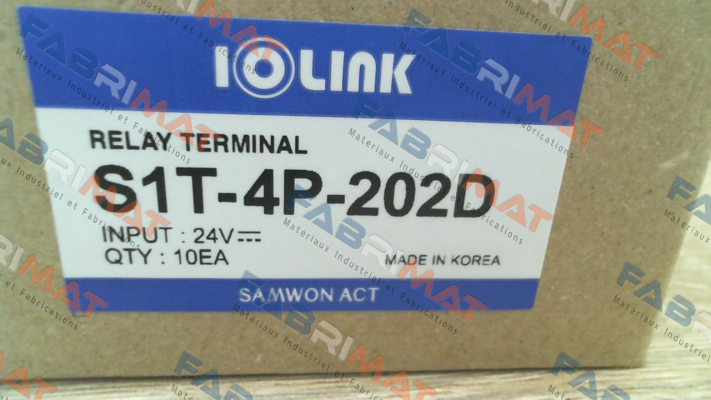 IOLINK
RELAY TERMINAL
S1T-4P-202D
INPUT : 24V⎓
QTY : 10EA
MADE IN KOREA
SAMWON ACT
FABRIMAT
Materiaux Industriel et Fabrications